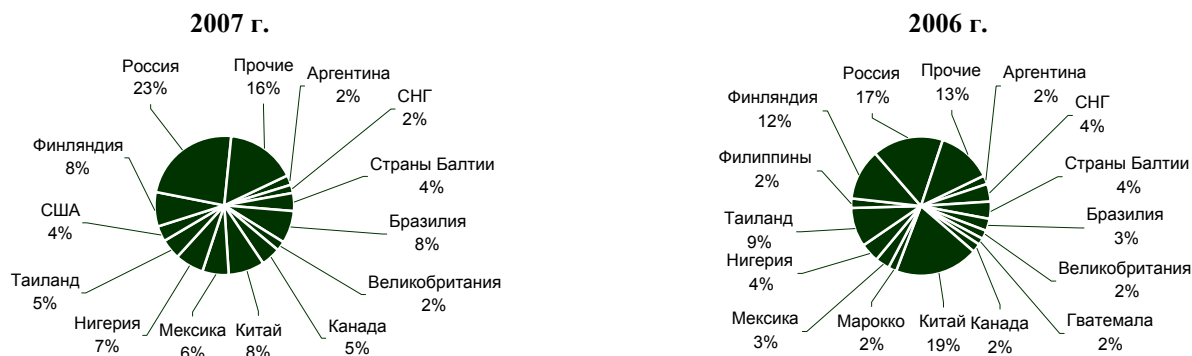 2007 г.
Россия
23%
Прочие
16%
Аргентина
2%
СНГ
2%
Страны Балтии
4%
Бразилия
8%
Великобритания
2%
Канада
5%
Китай
8%
Мексика
6%
Нигерия
7%
Таиланд
5%
США
4%
Финляндия
8%
2006 г.
Россия
17%
Прочие
13%
Аргентина
2%
СНГ
4%
Страны Балтии
4%
Бразилия
3%
Великобритания
2%
Гватемала
2%
Канада
2%
Китай
19%
Марокко
2%
Мексика
3%
Нигерия
4%
Таиланд
9%
Филиппины
2%
Финляндия
12%